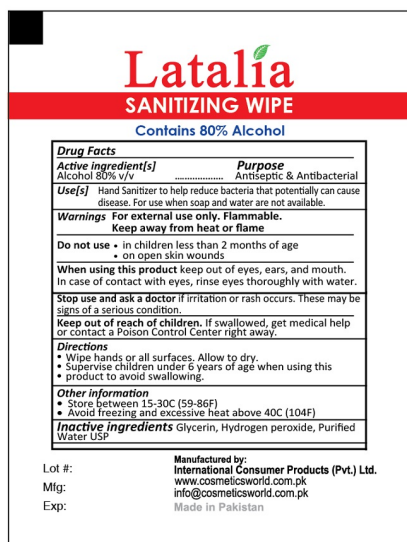 Latalia
SANITIZING WIPE
Contains 80% Alcohol
Drug Facts
Active ingredient[s] Purpose
Alcohol 80% v/v ................... Antiseptic & Antibacterial
Use[s] Hand Sanitizer to help reduce bacteria that potentially can cause
disease. For use when soap and water are not available.
Warnings For external use only. Flammable.
Keep away from heat or flame
Do not use • in children less than 2 months of age
• on open skin wounds
When using this product keep out of eyes, ears, and mouth.
In case of contact with eyes, rinse eyes thoroughly with water.
Stop use and ask a doctor if irritation or rash occurs. These may be
signs of a serious condition.
Keep out of reach of children. If swallowed, get medical help
or contact a Poison Control Center right away.
Directions
• Wipe hands or all surfaces. Allow to dry.
• Supervise children under 6 years of age when using this
• product to avoid swallowing.
Other information
• Store between 15-30C (59-86F)
• Avoid freezing and excessive heat above 40C (104F)
Inactive ingredients Glycerin, Hydrogen peroxide, Purified
Water USP
Lot #:
Mfg:
Exp:
Manufactured by:
International Consumer Products (Pvt.) Ltd.
www.cosmeticsworld.com.pk
info@cosmeticsworld.com.pk
Made in Pakistan